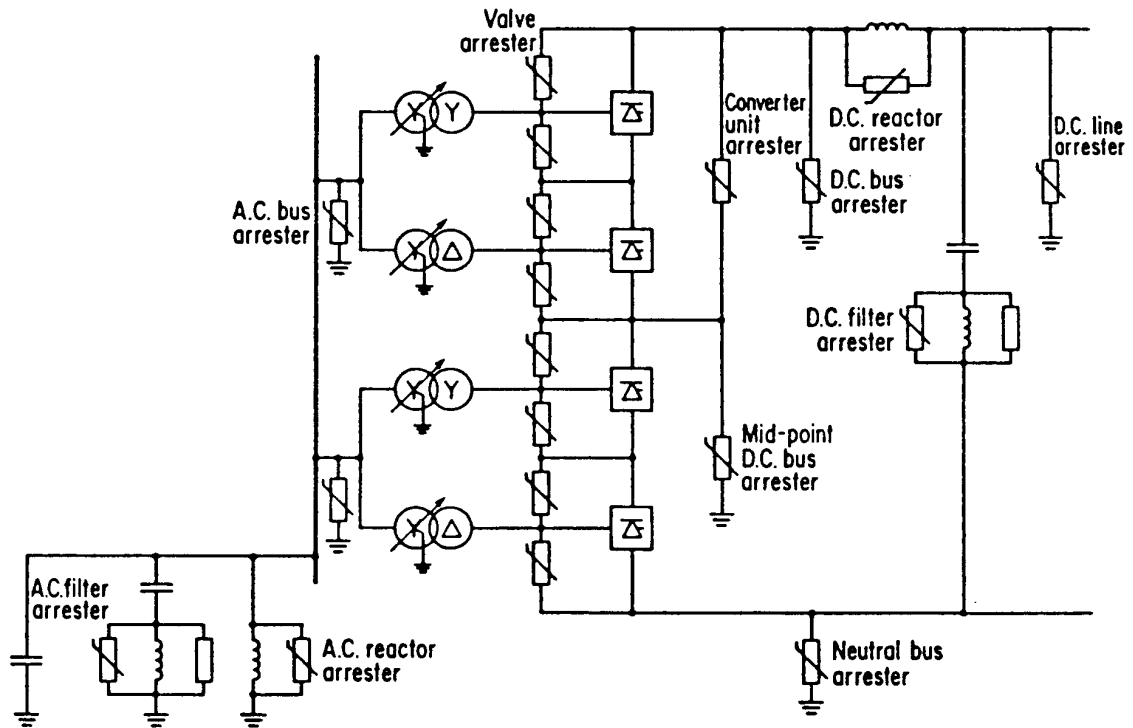 Valve
arrester
Converter
unit
arrester
D.C. reactor
arrester
D.C. line
arrester
D.C. bus
arrester
A.C. bus
arrester
Y Y
Y Δ
D.C. filter
arrester
Y Y
Mid-point
D.C. bus
arrester
Y Δ
A.C. filter
arrester
A.C. reactor
arrester
Neutral bus
arrester